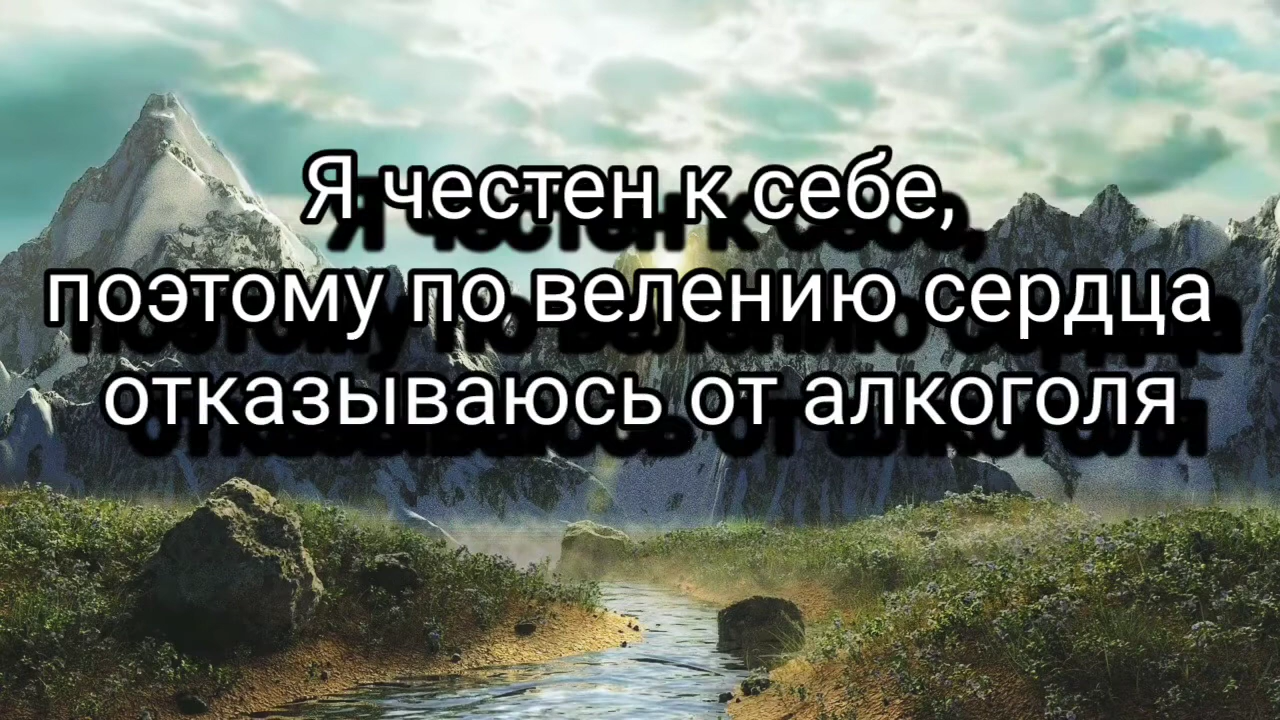 Я честен к себе,
поэтому по велению сердца
отказываюсь от алкоголя